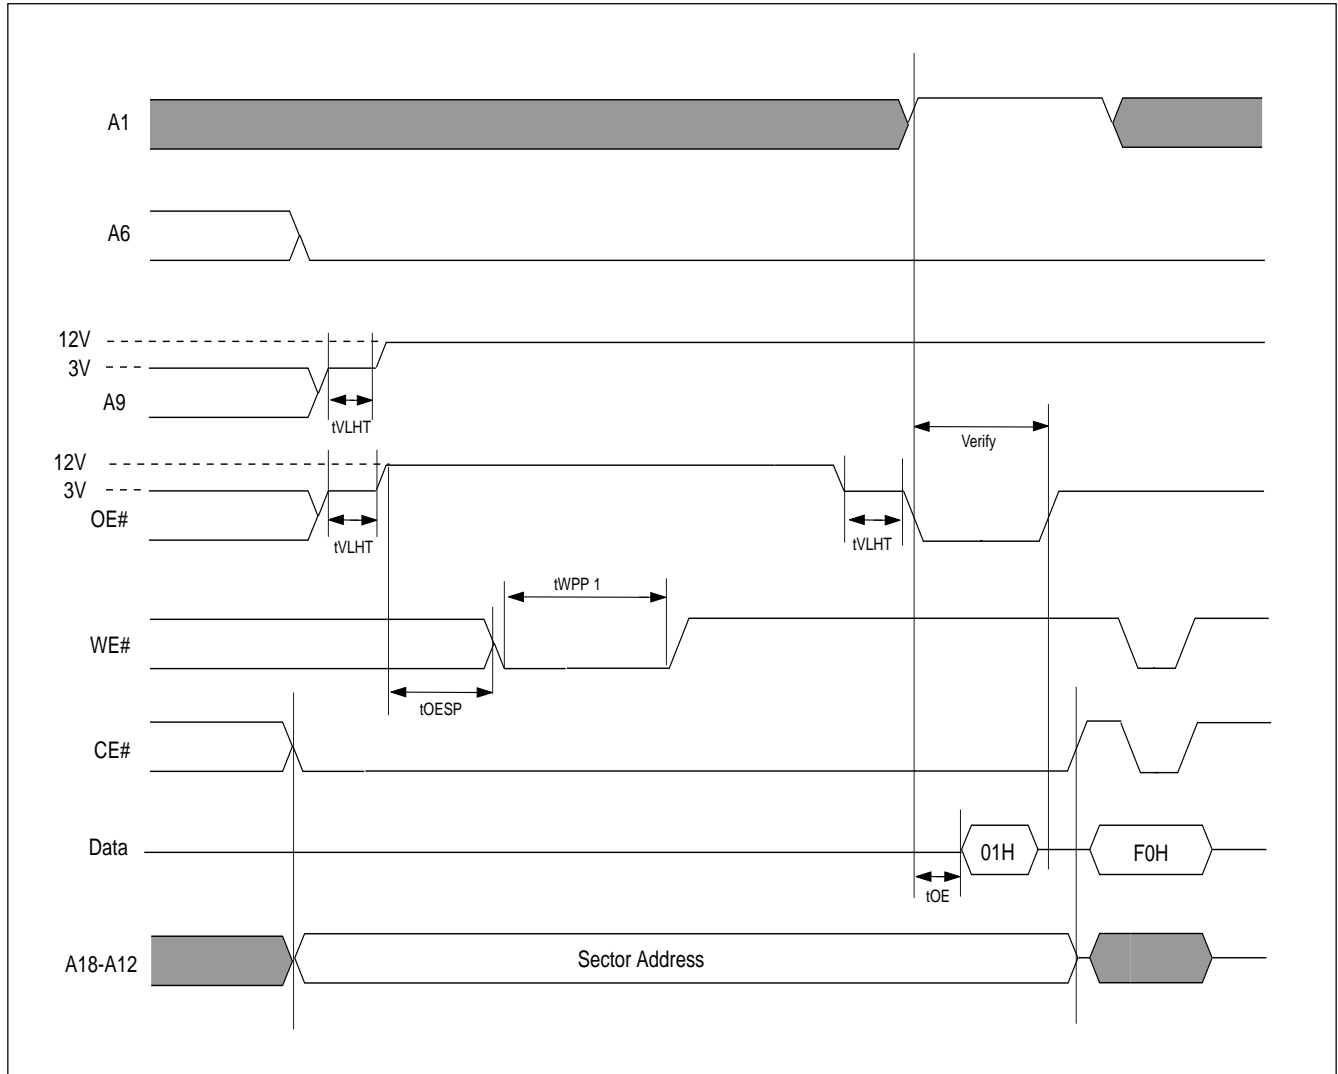 A1
A6
12V
3V
A9
tVLHT
Verify
12V
3V
OE#
tVLHT
tVLHT
tWPP 1
WE#
tOESP
CE#
Data
01H
F0H
tOE
A18-A12
Sector Address